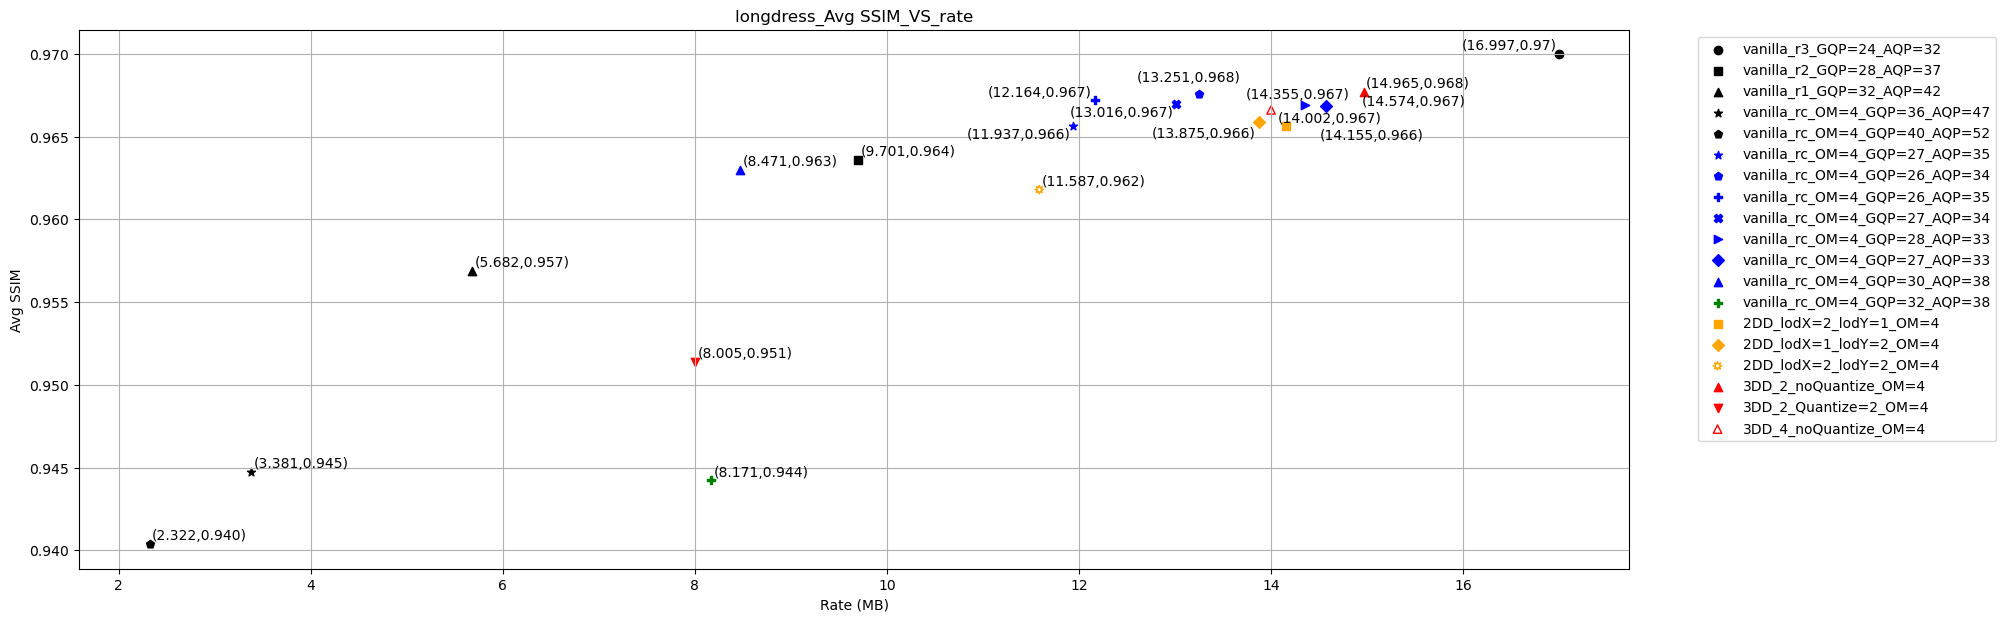 longdress_Avg SSIM_VS_rate
0.970
0.965
0.960
0.955
0.950
0.945
0.940
Avg SSIM
(16.997,0.97)
(13.251,0.968)
(14.965,0.968)
(12.164,0.967)
(14.355,0.967)
(14.574,0.967)
(13.016,0.967)
(14.002,0.967)
(11.937,0.966)
(13.875,0.966)
(14.155,0.966)
(9.701,0.964)
(8.471,0.963)
(11.587,0.962)
(5.682,0.957)
(8.005,0.951)
(3.381,0.945)
(8.171,0.944)
(2.322,0.940)
2 4 6 8 10 12 14 16
Rate (MB)
vanilla_r3_GQP=24_AQP=32
vanilla_r2_GQP=28_AQP=37
vanilla_r1_GQP=32_AQP=42
vanilla_rc_OM=4_GQP=36_AQP=47
vanilla_rc_OM=4_GQP=40_AQP=52
vanilla_rc_OM=4_GQP=27_AQP=35
vanilla_rc_OM=4_GQP=26_AQP=34
vanilla_rc_OM=4_GQP=26_AQP=35
vanilla_rc_OM=4_GQP=27_AQP=34
vanilla_rc_OM=4_GQP=28_AQP=33
vanilla_rc_OM=4_GQP=27_AQP=33
vanilla_rc_OM=4_GQP=30_AQP=38
vanilla_rc_OM=4_GQP=32_AQP=38
2DD_lodX=2_lodY=1_OM=4
2DD_lodX=1_lodY=2_OM=4
2DD_lodX=2_lodY=2_OM=4
3DD_2_noQuantize_OM=4
3DD_2_Quantize=2_OM=4
3DD_4_noQuantize_OM=4